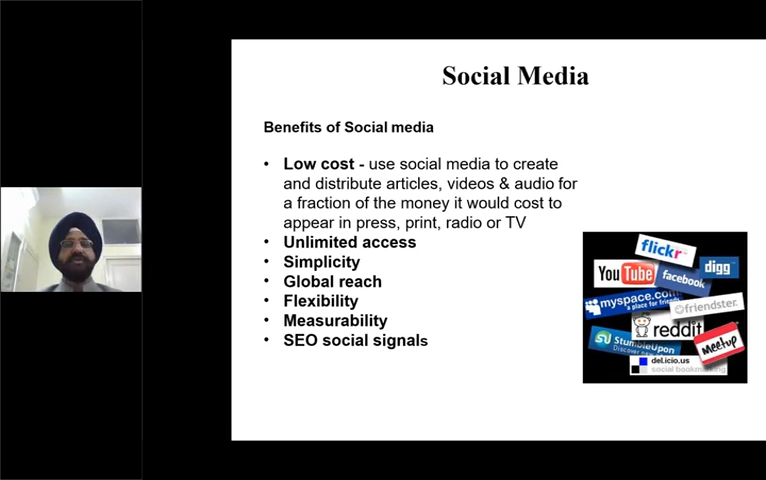 Social Media
Benefits of Social media
• Low cost - use social media to create
and distribute articles, videos & audio for
a fraction of the money it would cost to
appear in press, print, radio or TV
• Unlimited access
• Simplicity
• Global reach
• Flexibility
• Measurability
• SEO social signals
flickr
YouTube
facebook
digg
myspace.com
a place for friends
friendster.
reddit
StumbleUpon
Discover
Meetup
del.icio.us
social bookmarking